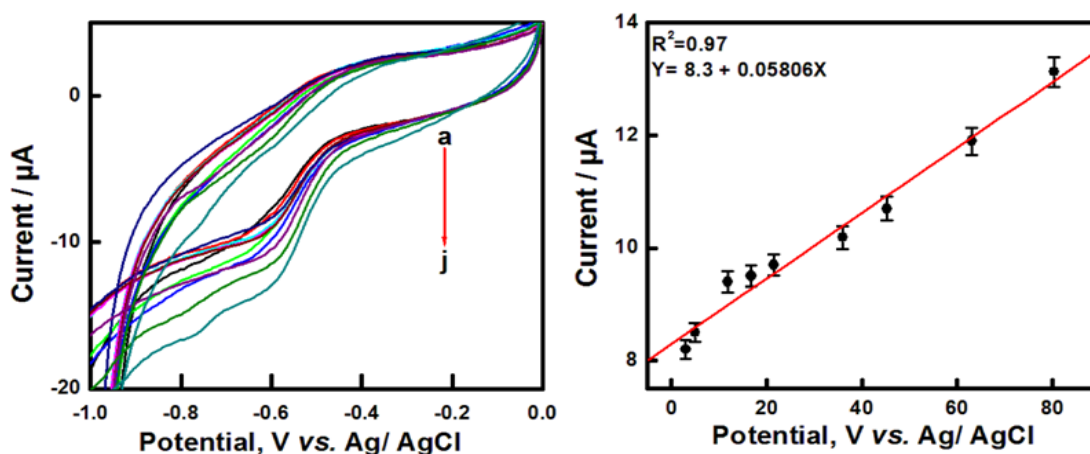 0
-10
-20
Current / µA
a
j
-1.0 -0.8 -0.6 -0.4 -0.2 0.0
Potential, V vs. Ag/ AgCl
R²=0.97
Y= 8.3 + 0.05806X
14
12
10
8
Current / µA
0 20 40 60 80
Potential, V vs. Ag/ AgCl